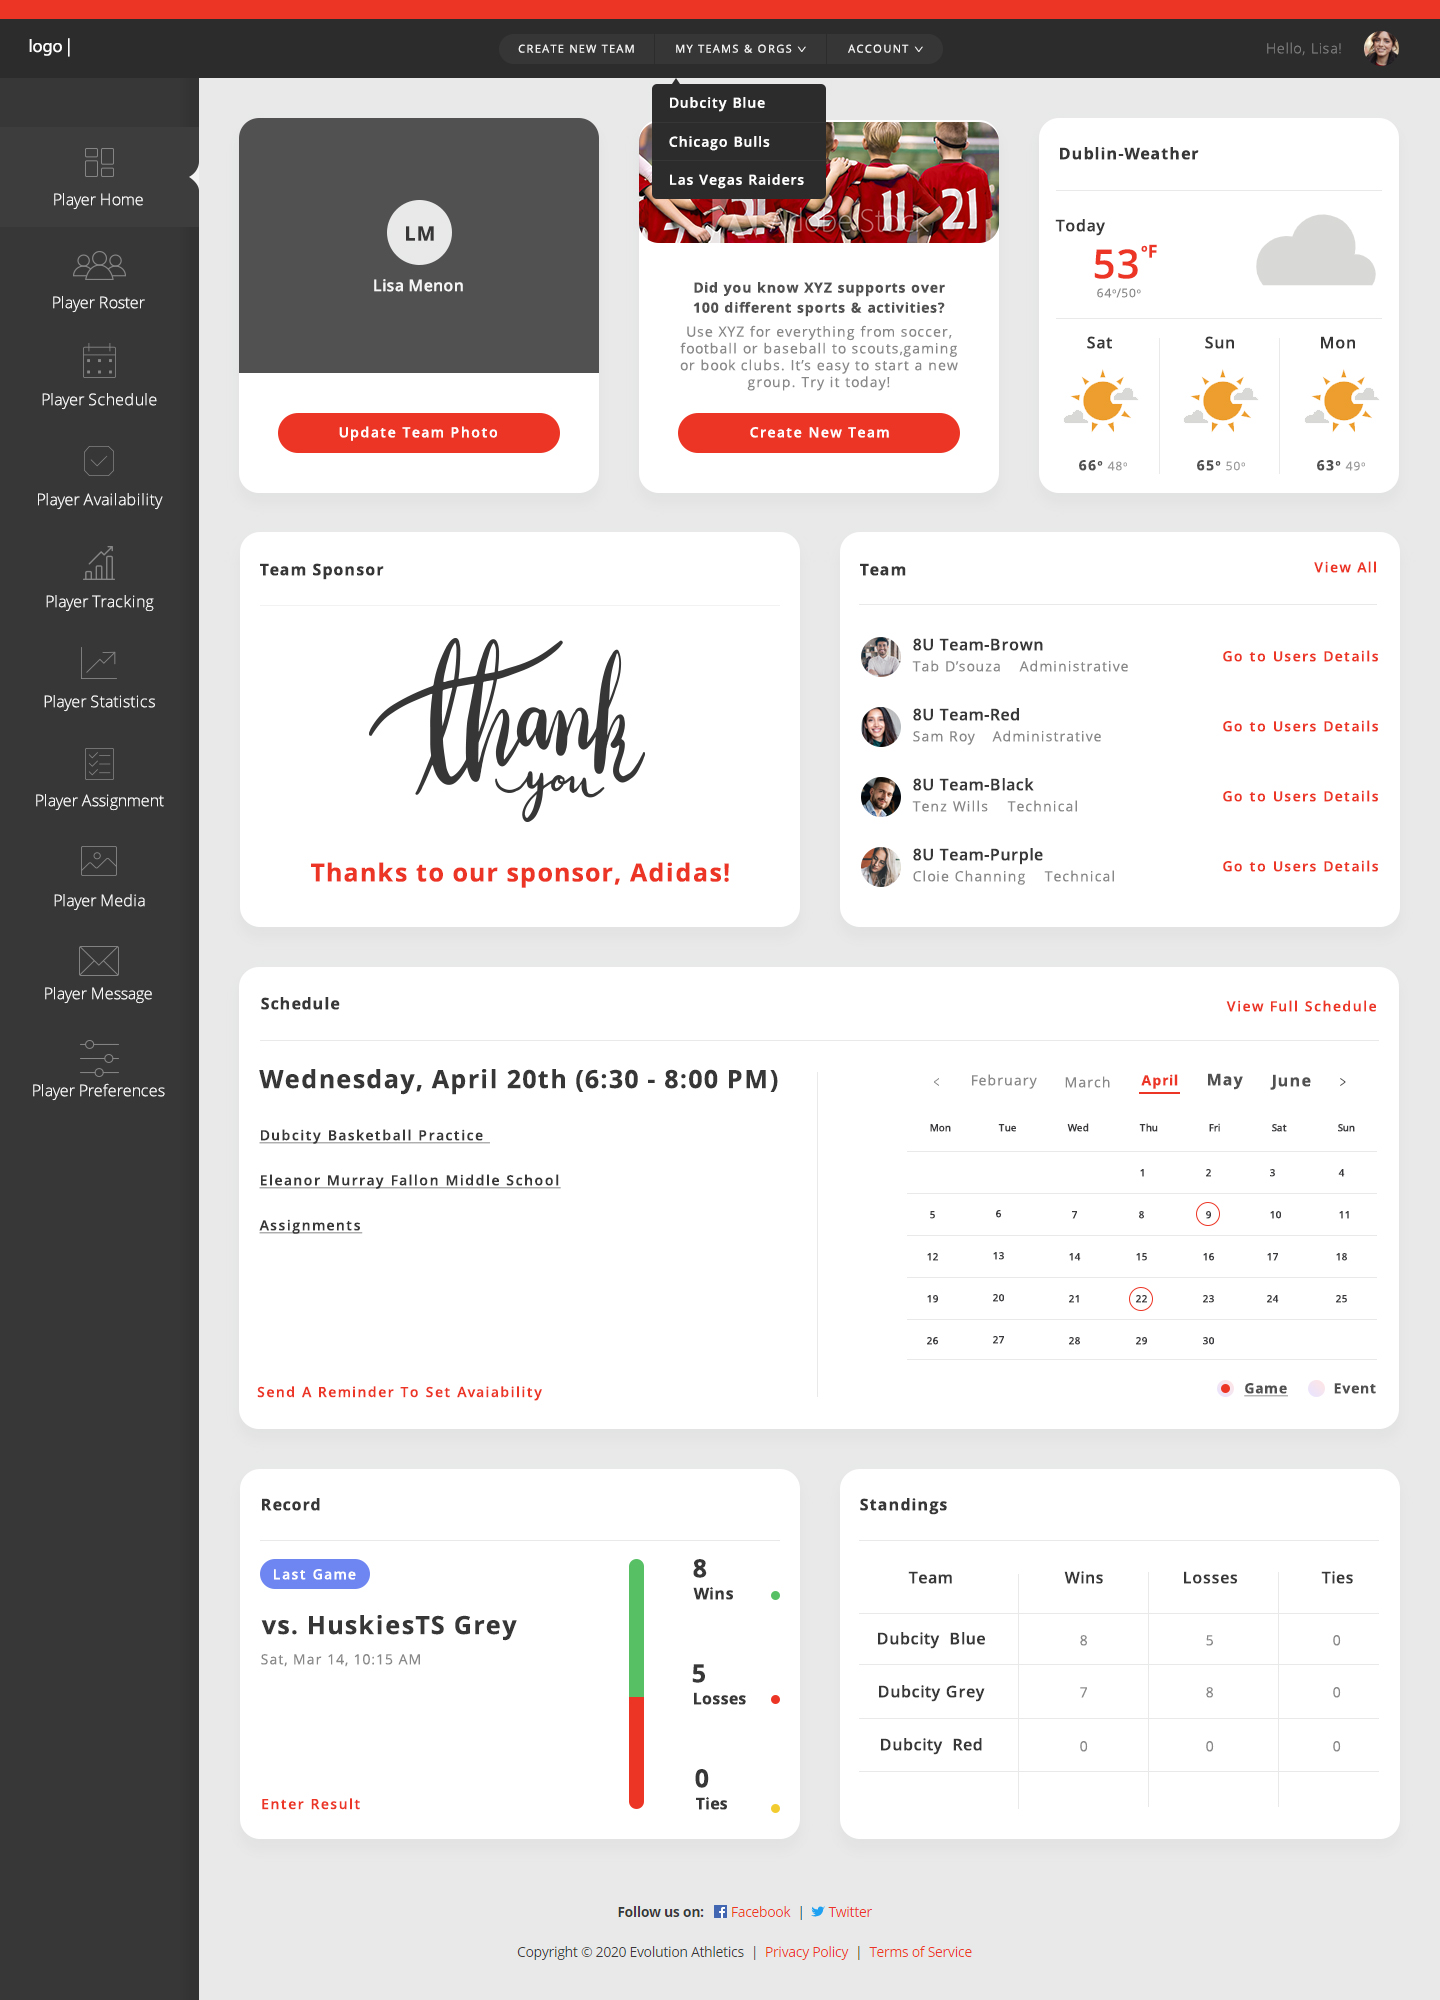 logo |
CREATE NEW TEAM
MY TEAMS & ORGS
ACCOUNT
Hello, Lisa!
Dubcity Blue
Chicago Bulls
Las Vegas Raiders
Player Home
Player Roster
Player Schedule
Player Availability
Player Tracking
Player Statistics
Player Assignment
Player Media
Player Message
Player Preferences
LM
Lisa Menon
Update Team Photo
2 11 21
Adobe Stock
Did you know XYZ supports over
100 different sports & activities?
Use XYZ for everything from soccer,
football or baseball to scouts,gaming
or book clubs. It's easy to start a new
group. Try it today!
Create New Team
Dublin-Weather
Today
53°F
64°/50°
Sat Sun Mon
66° 48° 65° 50° 63° 49°
Team Sponsor
thank
you
Thanks to our sponsor, Adidas!
Team
View All
8U Team-Brown
Tab D'souza Administrative
Go to Users Details
8U Team-Red
Sam Roy Administrative
Go to Users Details
8U Team-Black
Tenz Wills Technical
Go to Users Details
8U Team-Purple
Cloie Channing Technical
Go to Users Details
Schedule
View Full Schedule
Wednesday, April 20th (6:30 - 8:00 PM)
Dubcity Basketball Practice
Eleanor Murray Fallon Middle School
Assignments
Send A Reminder To Set Avaiability
< February March April May June >
Mon Tue Wed Thu Fri Sat Sun
1 2 3 4
5 6 7 8 9 10 11
12 13 14 15 16 17 18
19 20 21 22 23 24 25
26 27 28 29 30
Game Event
Record
Last Game
vs. HuskiesTS Grey
Sat, Mar 14, 10:15 AM
Enter Result
8
Wins
5
Losses
0
Ties
Standings
Team Wins Losses Ties
Dubcity Blue 8 5 0
Dubcity Grey 7 8 0
Dubcity Red 0 0 0
Follow us on: Facebook | Twitter
Copyright © 2020 Evolution Athletics | Privacy Policy | Terms of Service